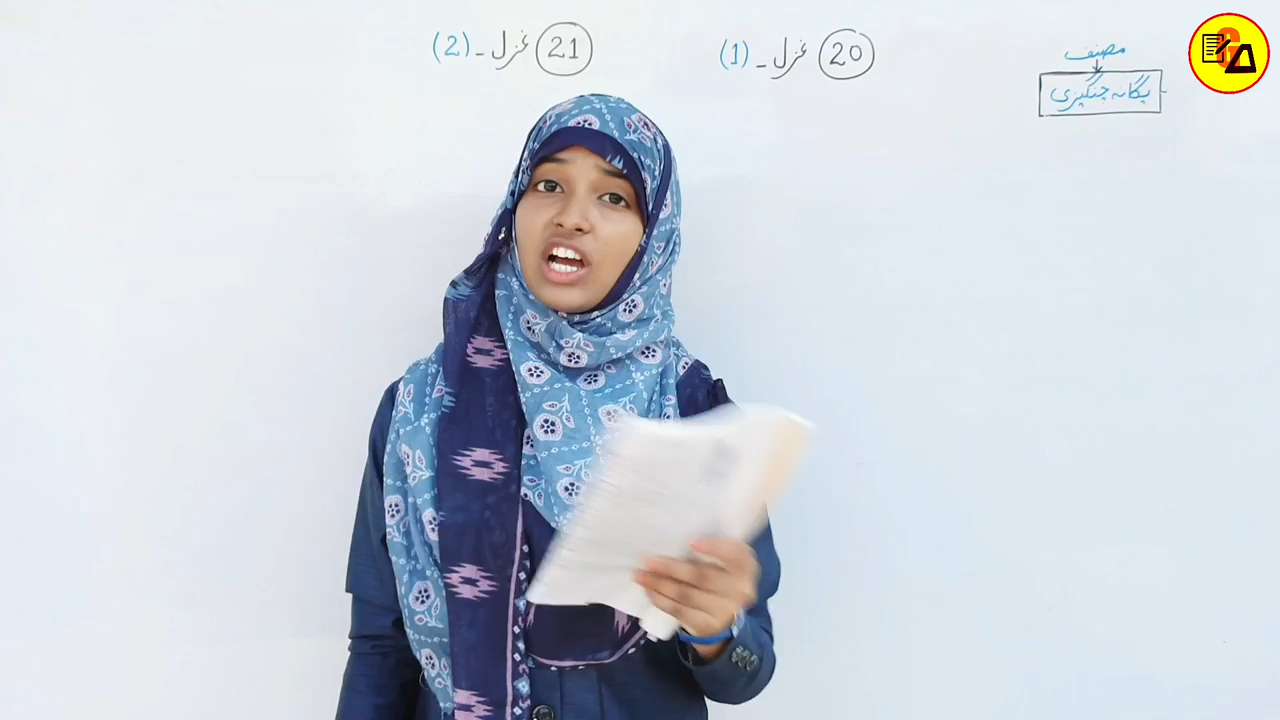 مصنف
یگانہ چنگیزی
20 غزل - (1)
21 غزل - (2)